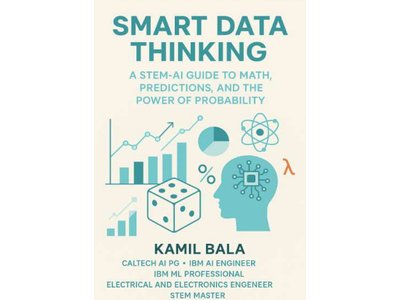 SMART DATA
THINKING
A STEM-AI GUIDE TO MATH,
PREDICTIONS, AND THE
POWER OF PROBABILITY
%
λ
KAMIL BALA
CALTECH AI PG • IBM AI ENGINEER
IBM ML PROFESSIONAL
ELECTRICAL AND ELECTRONICS ENGENEER
STEM MASTER